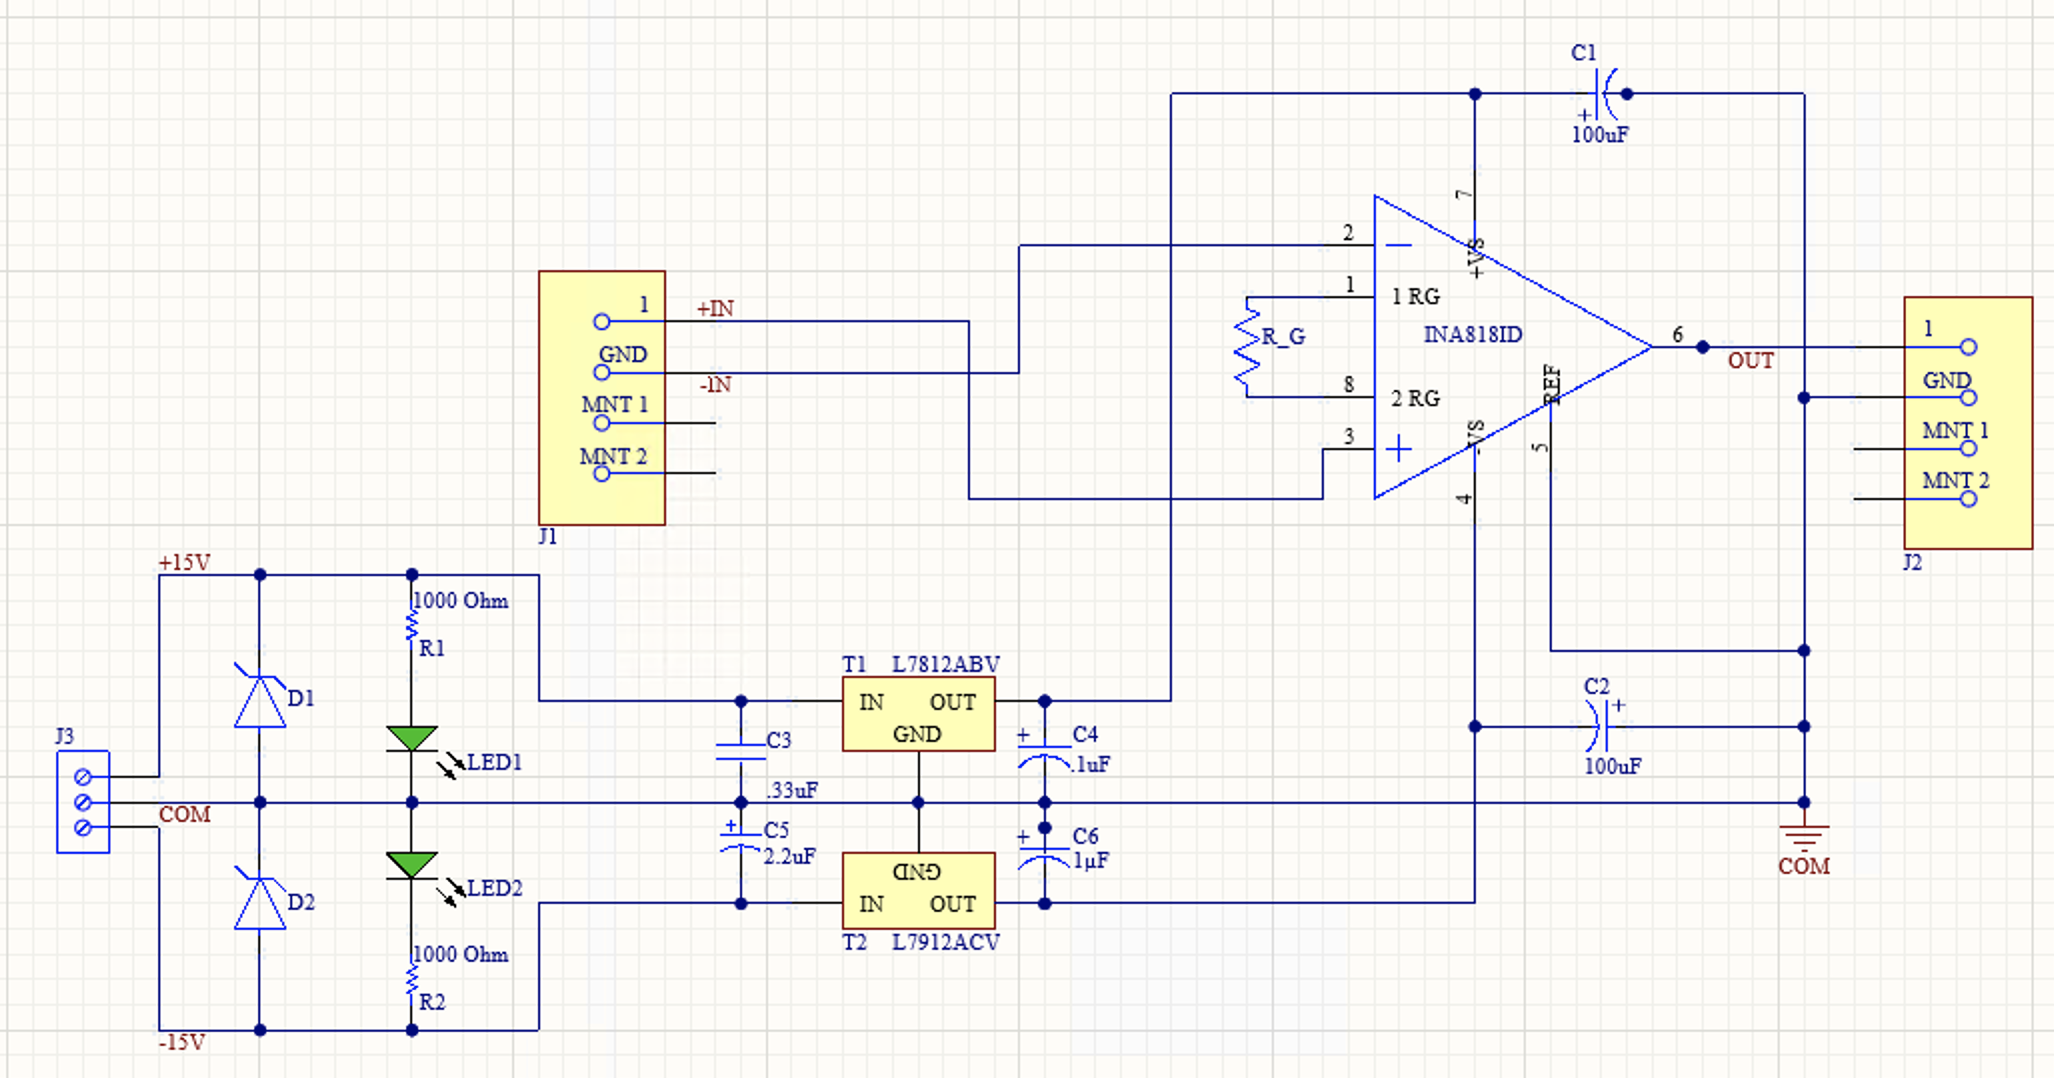 C1
+
100uF
7
+VS
2
1
1 RG
R_G
INA818ID
8
2 RG
3
-VS
4
REF
5
6
OUT
1
GND
MNT 1
MNT 2
J2
1
+IN
GND
-IN
MNT 1
MNT 2
J1
+15V
1000 Ohm
R1
D1
LED1
J3
COM
D2
LED2
1000 Ohm
R2
-15V
T1 L7812ABV
IN OUT
GND
C3
.33uF
+
C4
.1uF
+
C5
2.2uF
+
C6
1µF
GND
IN OUT
T2 L7912ACV
C2
+
100uF
COM